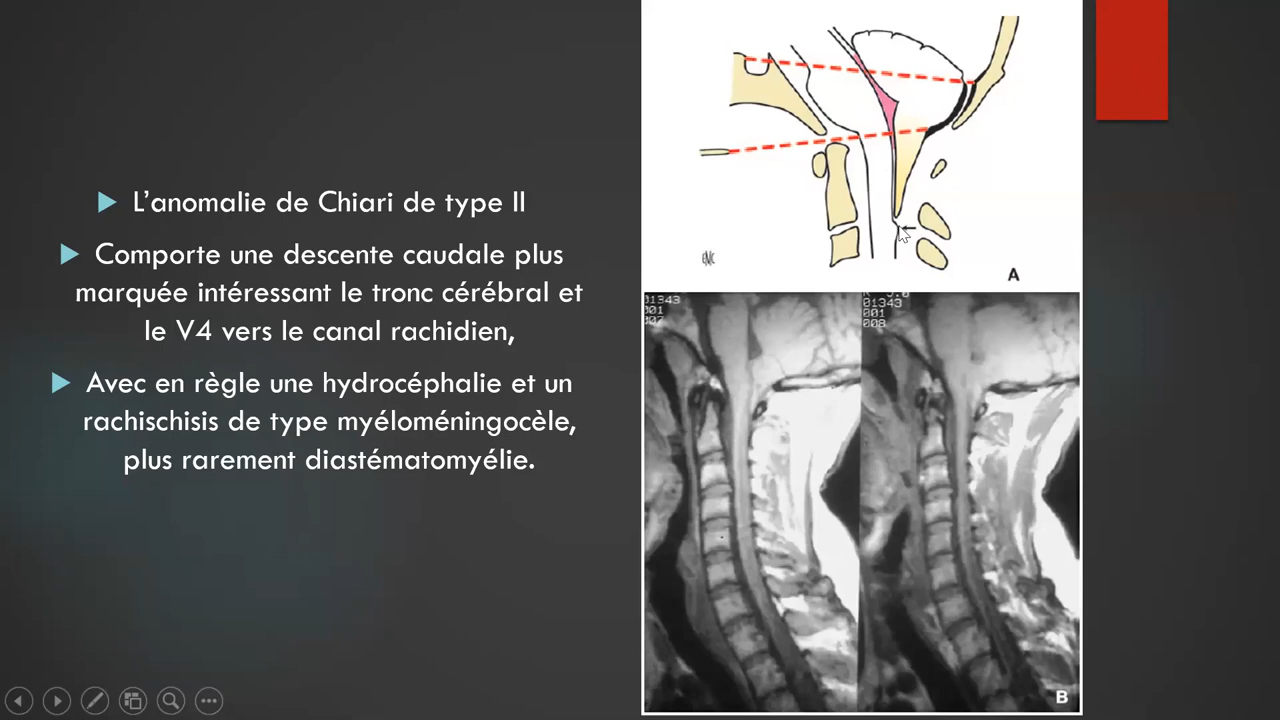 L'anomalie de Chiari de type II
Comporte une descente caudale plus
marquée intéressant le tronc cérébral et
le V4 vers le canal rachidien,
Avec en règle une hydrocéphalie et un
rachischisis de type myéloméningocèle,
plus rarement diastématomyélie.
A
01343
001
007
01343
001
008
B